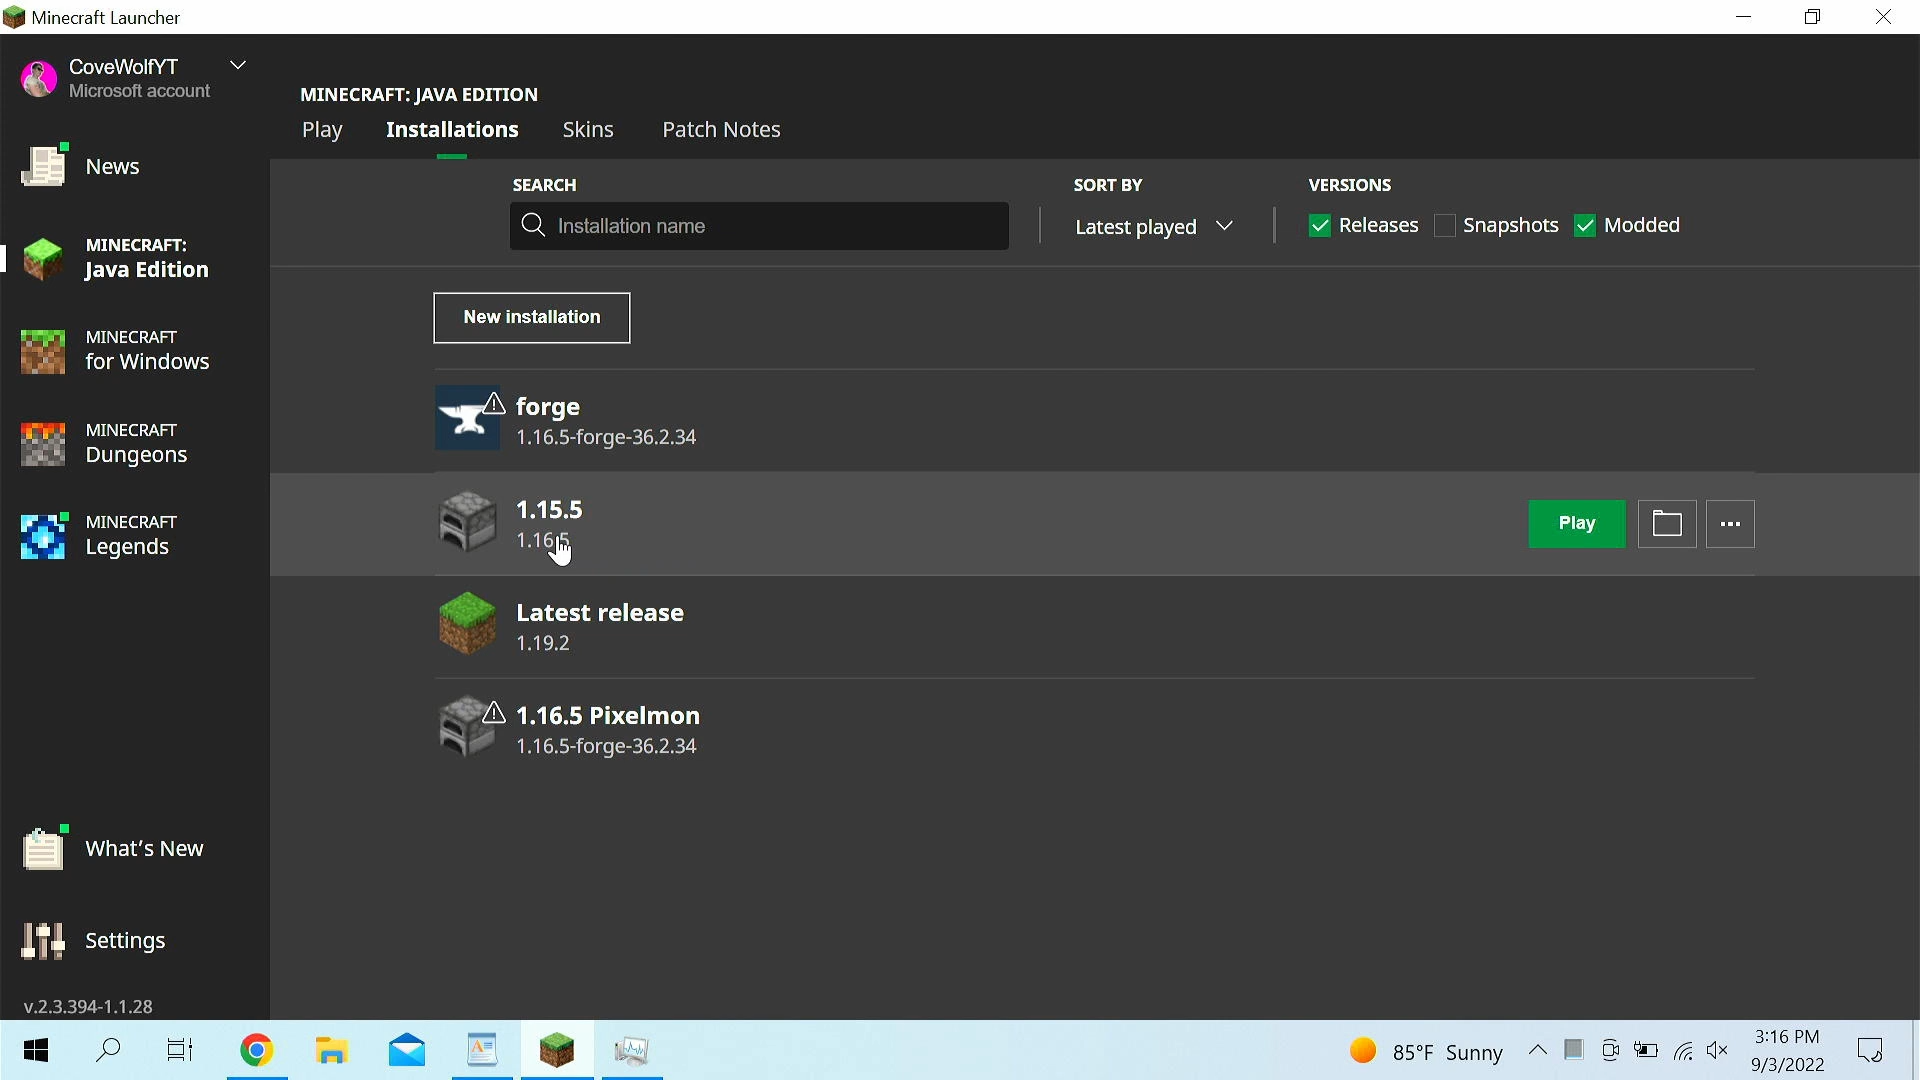 Minecraft Launcher
CoveWolfYT
Microsoft account
News
MINECRAFT:
Java Edition
MINECRAFT
for Windows
MINECRAFT
Dungeons
MINECRAFT
Legends
What's New
Settings
v.2.3.394-1.1.28
MINECRAFT: JAVA EDITION
Play Installations Skins Patch Notes
SEARCH SORT BY VERSIONS
Installation name Latest played Releases Snapshots Modded
New installation
forge
1.16.5-forge-36.2.34
1.15.5
1.16.5
Play
Latest release
1.19.2
1.16.5 Pixelmon
1.16.5-forge-36.2.34
85°F Sunny
3:16 PM
9/3/2022